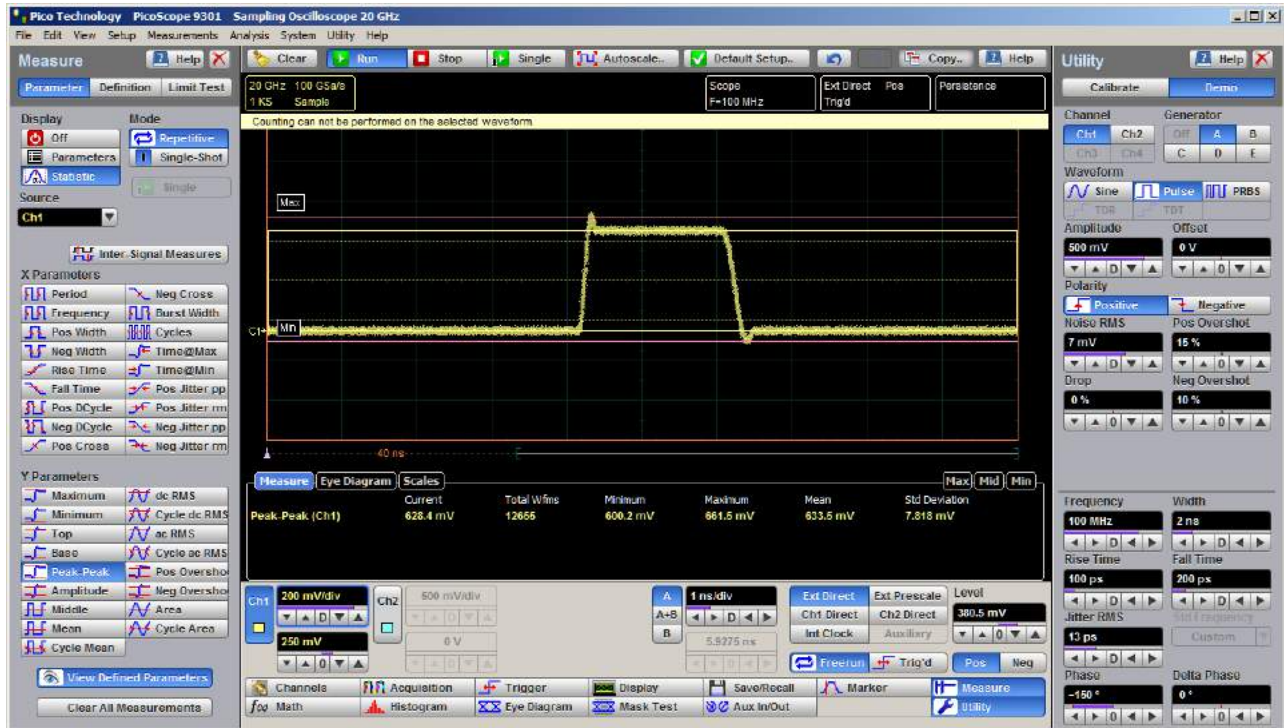 Pico Technology PicoScope 9301 Sampling Oscilloscope 20 GHz
File Edit View Setup Measurements Analysis System Utility Help
Measure Help
Parameter Definition Limit Test
Display Mode
Off Repetitive
Parameters Single-Shot
Statistic Single
Source
Ch1
Inter-Signal Measures
X Parameters
Period Neg Cross
Frequency Burst Width
Pos Width Cycles
Neg Width Time@Max
Rise Time Time@Min
Fall Time Pos Jitter pp
Pos DCycle Pos Jitter rm
Neg DCycle Neg Jitter pp
Pos Cross Neg Jitter rm
Y Parameters
Maximum dc RMS
Minimum Cycle dc RMS
Top ac RMS
Base Cycle ac RMS
Peak-Peak Pos Oversho
Amplitude Neg Oversho
Middle Area
Mean Cycle Area
Cycle Mean
View Defined Parameters
Clear All Measurements
Clear Run Stop Single Autoscale.. Default Setup.. Copy.. Help
20 GHz 100 GSa/s
1 KS Sample
Scope
F=100 MHz
Ext Direct Pos
Trig'd
Persistence
Counting can not be performed on the selected waveform
Max
C1 Min
40 ns
Measure Eye Diagram Scales Max Mid Min
Current Total Wfms Minimum Maximum Mean Std Deviation
Peak-Peak (Ch1) 628.4 mV 12655 600.2 mV 661.5 mV 633.5 mV 7.818 mV
Ch1 200 mV/div Ch2 500 mV/div
D D
250 mV 0 V
0
A 1 ns/div
A+B D
B 5.9275 ns
Ext Direct Ext Prescale Level
Ch1 Direct Ch2 Direct 380.5 mV
Int Clock Auxiliary 0
Freerun Trig'd Pos Neg
Channels Acquisition Trigger Display Save/Recall Marker Measure
fxy Math Histogram Eye Diagram Mask Test Aux In/Out Utility
Utility Help
Calibrate Demo
Channel Generator
Ch1 Ch2 Off A B
Ch3 Ch4 C D E
Waveform
Sine Pulse PRBS
TDR TDT
Amplitude Offset
500 mV 0 V
D 0
Polarity
Positive Negative
Noise RMS Pos Overshot
7 mV 15 %
D 0
Drop Neg Overshot
0 % 10 %
0 0
Frequency Width
100 MHz 2 ns
D D
Rise Time Fall Time
100 ps 200 ps
D D
Jitter RMS Std Frequency
13 ps Custom
D
Phase Delta Phase
-150 ° 0 °
0 0